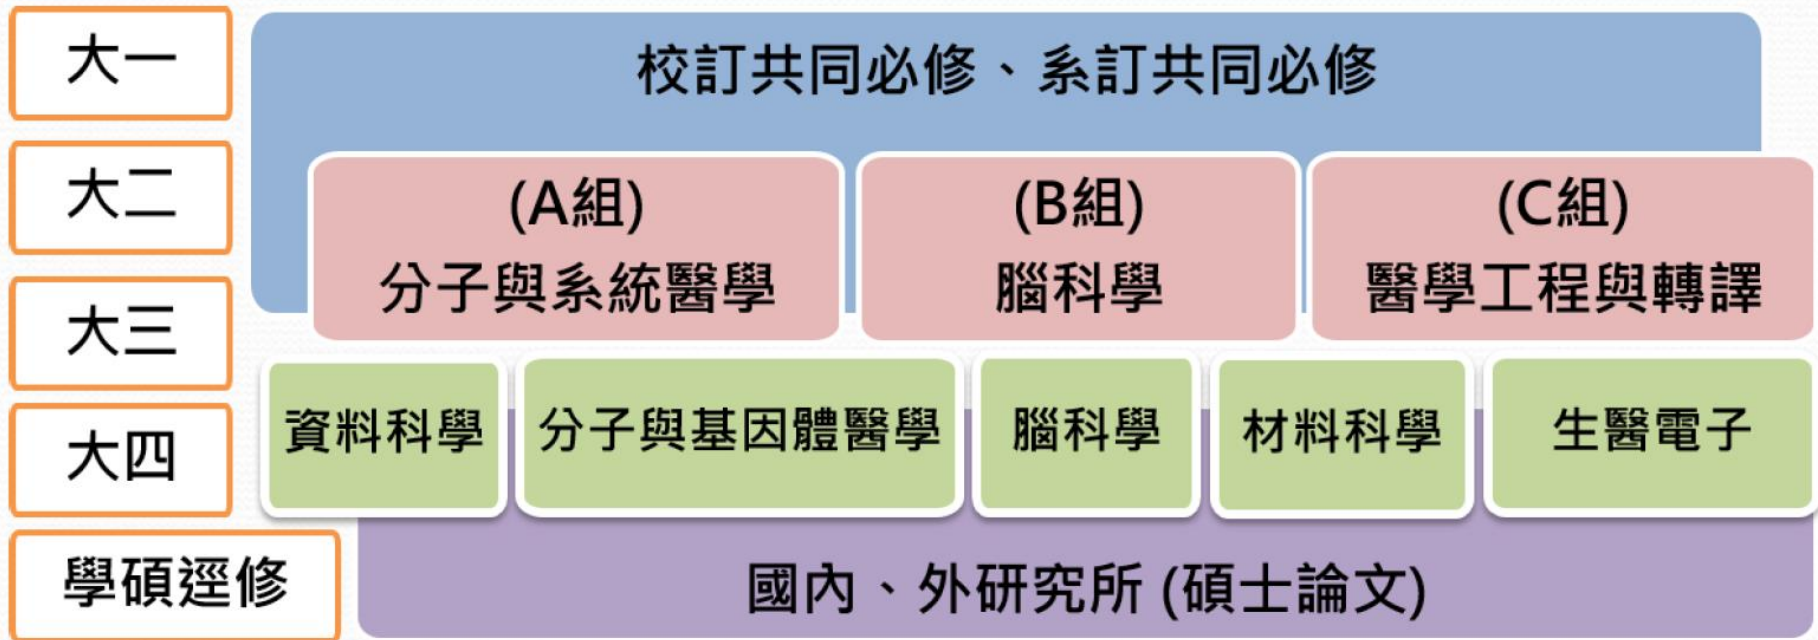 大一
校訂共同必修、系訂共同必修
大二
(A組)
分子與系統醫學
(B組)
腦科學
(C組)
醫學工程與轉譯
大三
大四
資料科學
分子與基因體醫學
腦科學
材料科學
生醫電子
學碩逕修
國內、外研究所 (碩士論文)